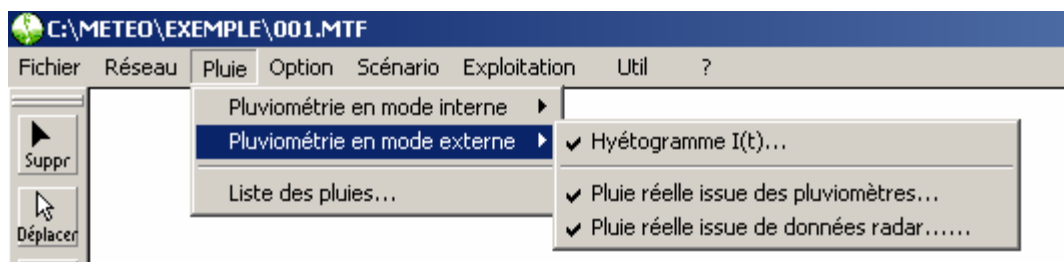 C:\METEO\EXEMPLE\001.MTF
Fichier Réseau Pluie Option Scénario Exploitation Util ?
Pluviométrie en mode interne
Pluviométrie en mode externe
Hyétogramme I(t)...
Suppr
Liste des pluies...
Pluie réelle issue des pluviomètres...
Pluie réelle issue de données radar......
Déplacer